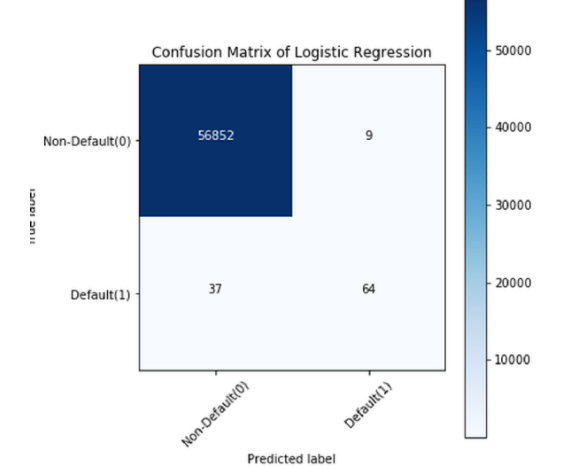 Confusion Matrix of Logistic Regression
50000
40000
30000
20000
10000
Non-Default(0)
56852
9
Default(1)
37
64
Non-Default(0)
Default(1)
Predicted label